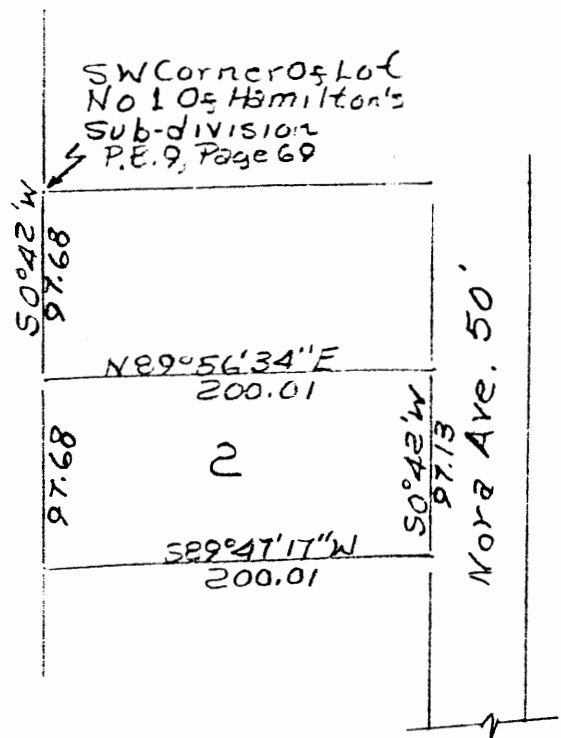 SW Corner Of Lot
No 1 Of Hamilton's
Sub-division
P.B. 9, Page 69
S0°42'W
97.68
N89°56'34"E
200.01
97.68
2
S0°42'W
97.13
Nora Ave. 50'
S89°47'17"W
200.01